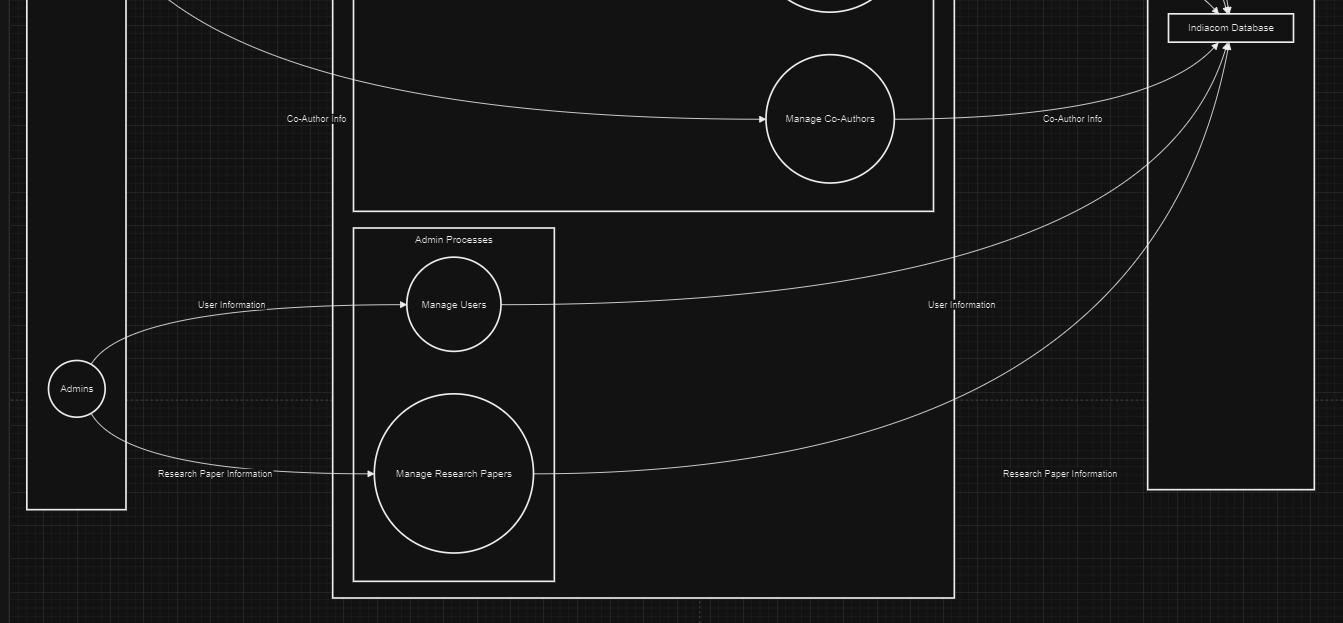 Indiacom Database
Co-Author Info
Manage Co-Authors
Co-Author Info
Admin Processes
User Information
Manage Users
User Information
Admins
Research Paper Information
Manage Research Papers
Research Paper Information